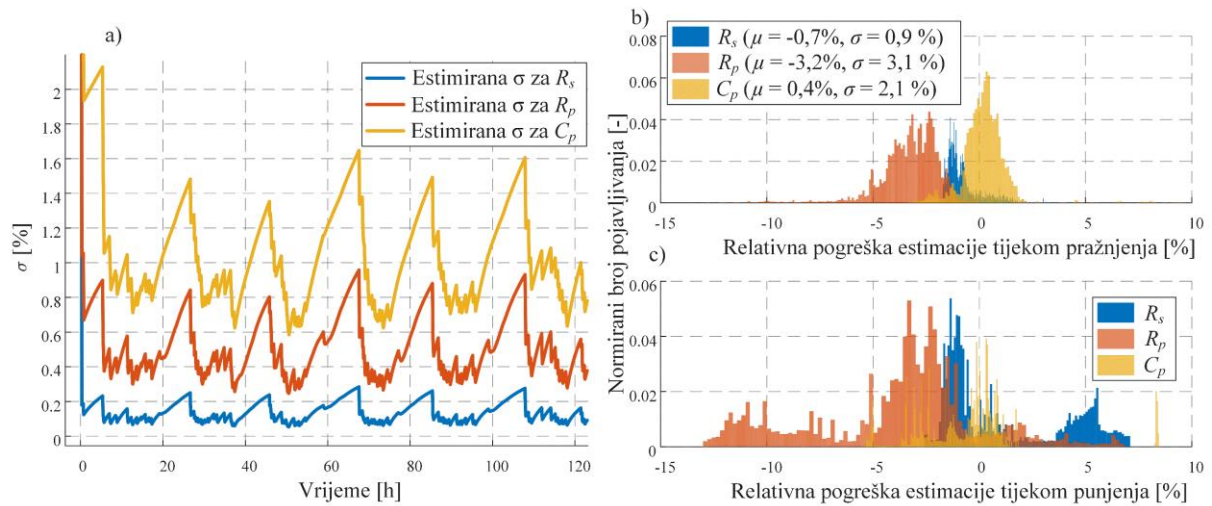 a)
2
1.6
1.4
1.2
1
0.8
0.6
0.4
0.2
0
σ [%]
Estimirana σ za Rs
Estimirana σ za Rp
Estimirana σ za Cp
0 20 40 60 80 100 120
Vrijeme [h]
b)
Rs (μ = -0,7%, σ = 0,9 %)
Rp (μ = -3,2%, σ = 3,1 %)
Cp (μ = 0,4%, σ = 2,1 %)
0.08
0.06
0.04
0.02
0
-15 -10 -5 0 5 10
Relativna pogreška estimacije tijekom pražnjenja [%]
Normirani broj pojavljivanja [-]
c)
Rs
Rp
Cp
0.06
0.04
0.02
0
-15 -10 -5 0 5 10
Relativna pogreška estimacije tijekom punjenja [%]